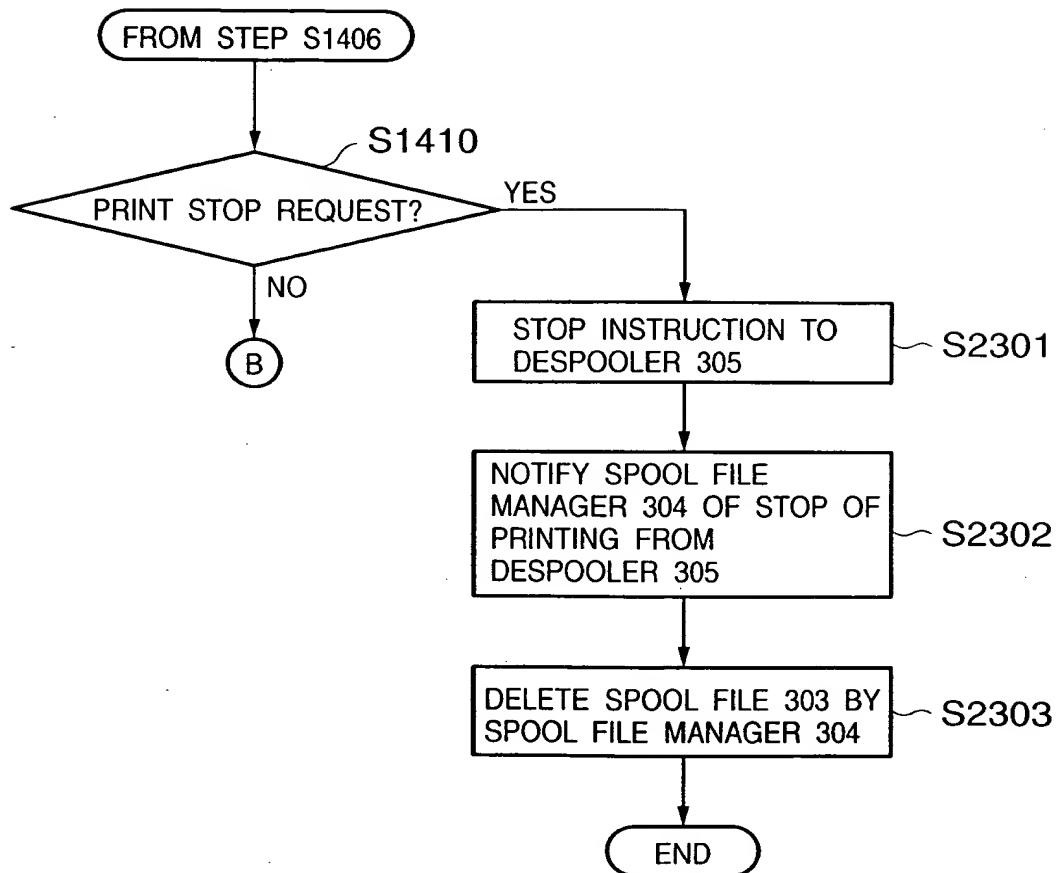 FROM STEP S1406
S1410
PRINT STOP REQUEST?
YES
NO
B
STOP INSTRUCTION TO
DESPOOLER 305
S2301
NOTIFY SPOOL FILE
MANAGER 304 OF STOP OF
PRINTING FROM
DESPOOLER 305
S2302
DELETE SPOOL FILE 303 BY
SPOOL FILE MANAGER 304
S2303
END